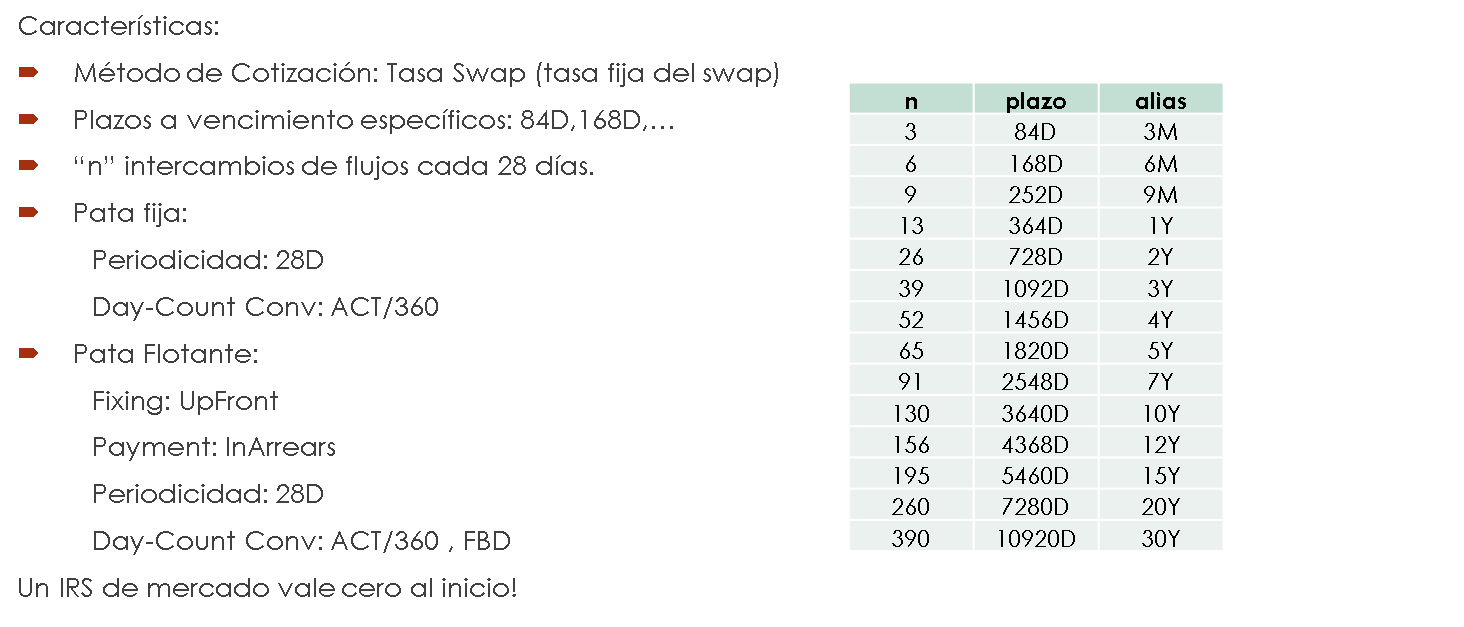 Características:
Método de Cotización: Tasa Swap (tasa fija del swap)
Plazos a vencimiento específicos: 84D,168D,…
“n” intercambios de flujos cada 28 días.
Pata fija:
Periodicidad: 28D
Day-Count Conv: ACT/360
Pata Flotante:
Fixing: UpFront
Payment: InArrears
Periodicidad: 28D
Day-Count Conv: ACT/360 , FBD
Un IRS de mercado vale cero al inicio!
n plazo alias
3 84D 3M
6 168D 6M
9 252D 9M
13 364D 1Y
26 728D 2Y
39 1092D 3Y
52 1456D 4Y
65 1820D 5Y
91 2548D 7Y
130 3640D 10Y
156 4368D 12Y
195 5460D 15Y
260 7280D 20Y
390 10920D 30Y